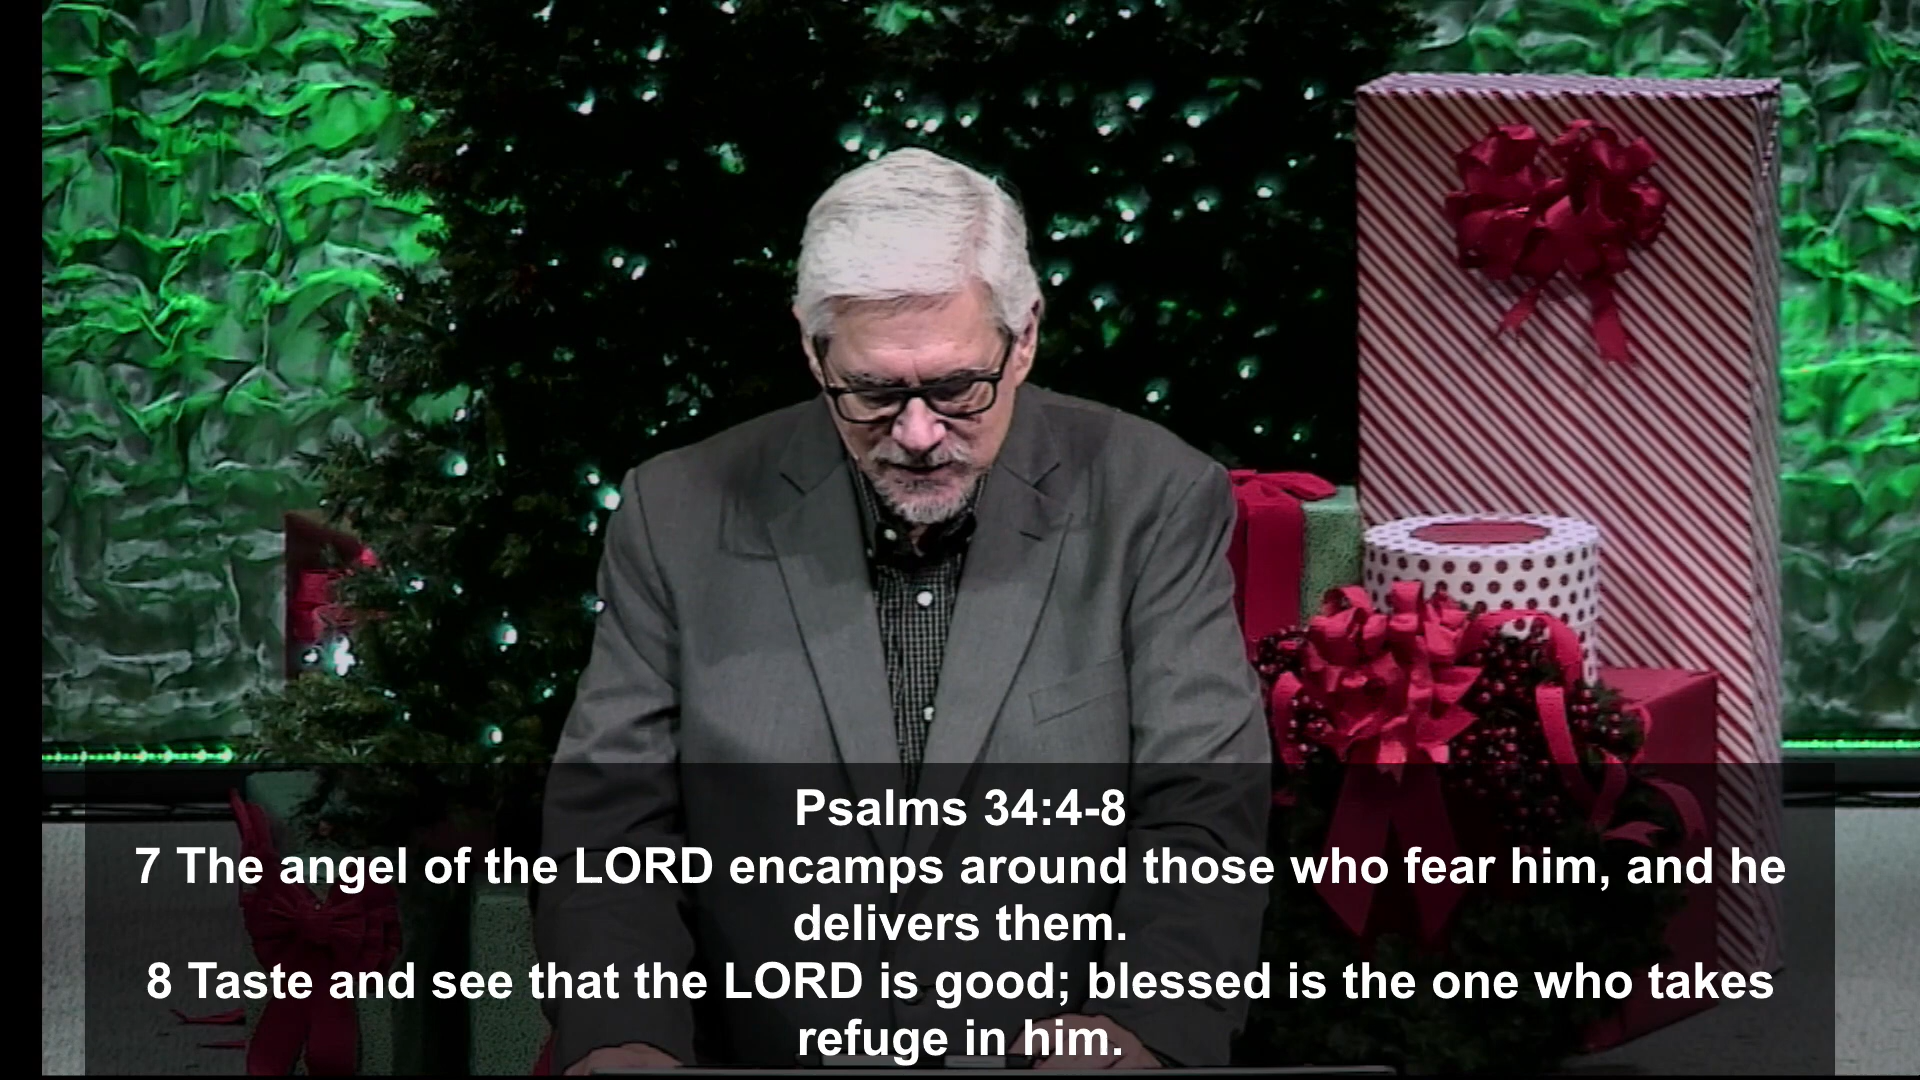 Psalms 34:4-8
7 The angel of the LORD encamps around those who fear him, and he
delivers them.
8 Taste and see that the LORD is good; blessed is the one who takes
refuge in him.